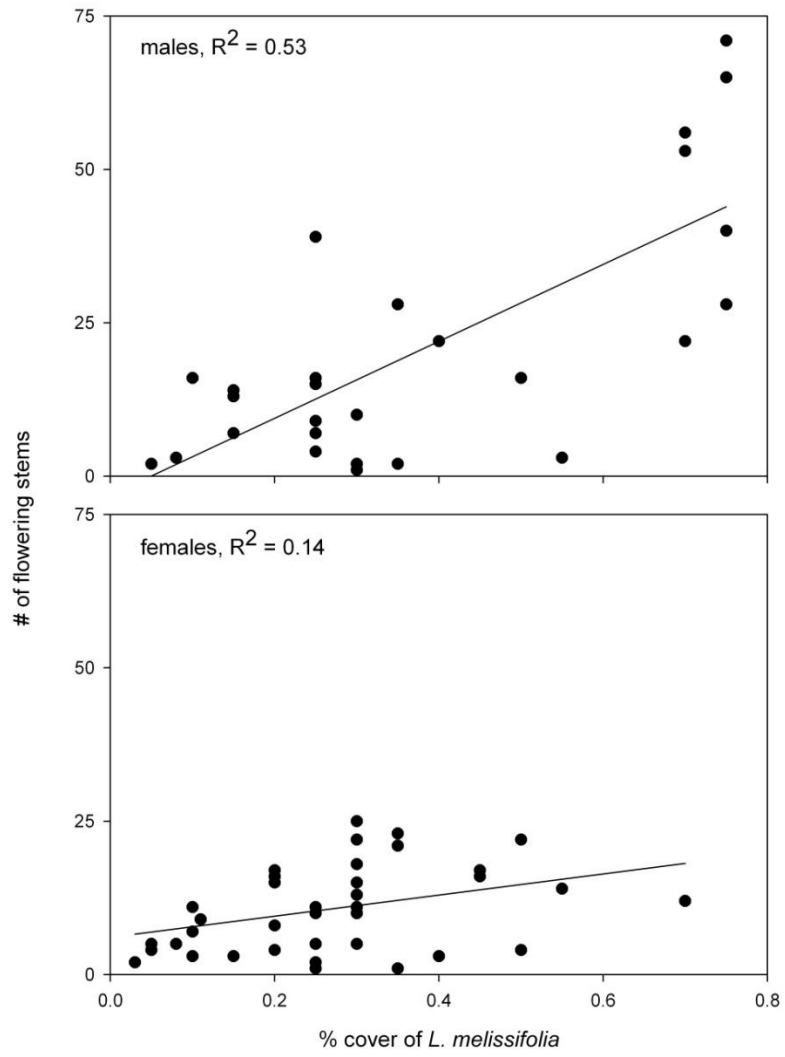 75
males, R² = 0.53
50
25
0
# of flowering stems
75
females, R² = 0.14
50
25
0
0.0 0.2 0.4 0.6 0.8
% cover of L. melissifolia